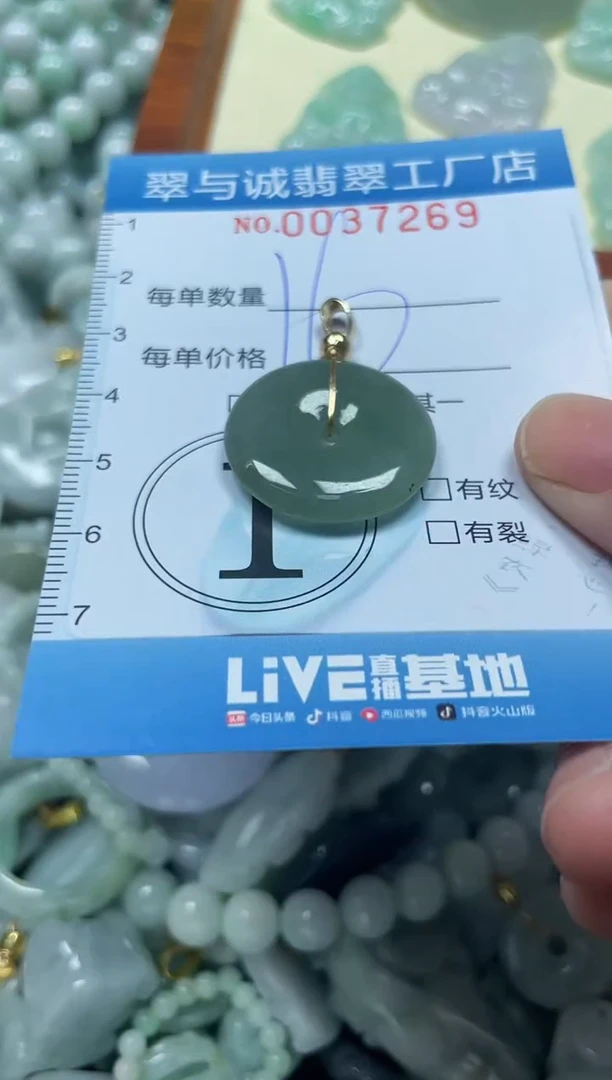 翠与诚翡翠工厂店
NO.0037269
1
2
每单数量
3
每单价格
4
其一
5
有纹
6
有裂
7
LiVE直播基地
今日头条 抖音 西瓜视频 抖音火山版